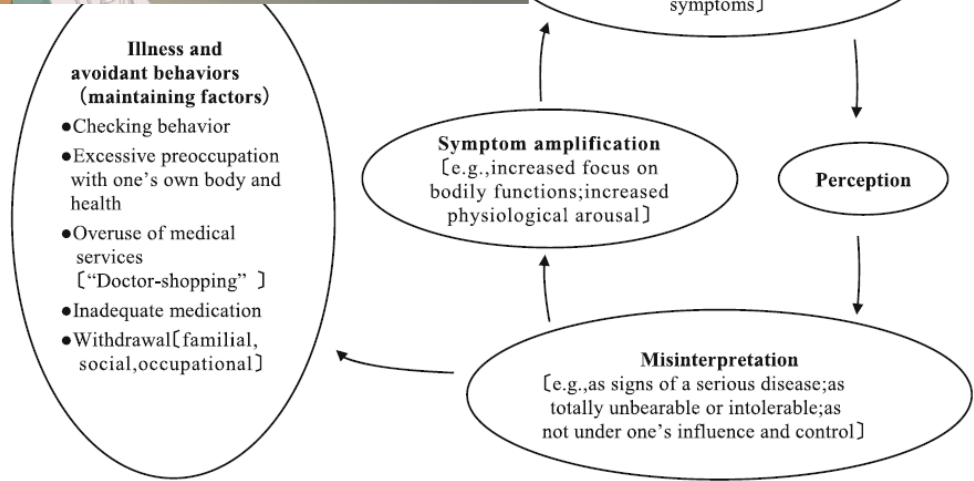 symptoms〕
Illness and
avoidant behaviors
（maintaining factors）
●Checking behavior
●Excessive preoccupation
with one’s own body and
health
●Overuse of medical
services
〔“Doctor-shopping” 〕
●Inadequate medication
●Withdrawal〔familial,
social,occupational〕
Symptom amplification
〔e.g.,increased focus on
bodily functions;increased
physiological arousal〕
Perception
Misinterpretation
〔e.g.,as signs of a serious disease;as
totally unbearable or intolerable;as
not under one’s influence and control〕